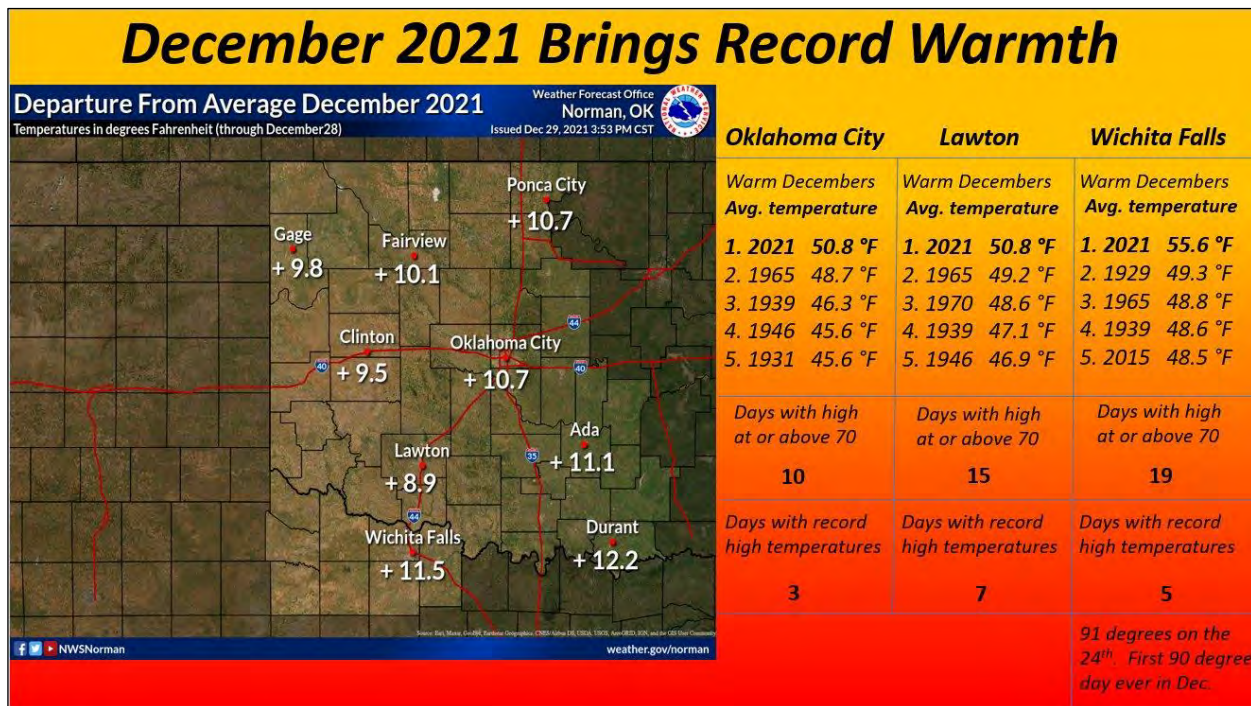 December 2021 Brings Record Warmth
Departure From Average December 2021
Temperatures in degrees Fahrenheit (through December28)
Weather Forecast Office
Norman, OK
Issued Dec 29, 2021 3:53 PM CST
NATIONAL WEATHER SERVICE
Ponca City
+ 10.7
Gage
+ 9.8
Fairview
+ 10.1
44
Clinton
+ 9.5
Oklahoma City
+ 10.7
40
40
Ada
+ 11.1
35
Lawton
+ 8.9
44
Wichita Falls
+ 11.5
Durant
+ 12.2
NWSNorman
weather.gov/norman
Oklahoma City
Warm Decembers
Avg. temperature
1. 2021 50.8 °F
2. 1965 48.7 °F
3. 1939 46.3 °F
4. 1946 45.6 °F
5. 1931 45.6 °F
Days with high
at or above 70
10
Days with record
high temperatures
3
Lawton
Warm Decembers
Avg. temperature
1. 2021 50.8 °F
2. 1965 49.2 °F
3. 1970 48.6 °F
4. 1939 47.1 °F
5. 1946 46.9 °F
Days with high
at or above 70
15
Days with record
high temperatures
7
Wichita Falls
Warm Decembers
Avg. temperature
1. 2021 55.6 °F
2. 1929 49.3 °F
3. 1965 48.8 °F
4. 1939 48.6 °F
5. 2015 48.5 °F
Days with high
at or above 70
19
Days with record
high temperatures
5
91 degrees on the
24th. First 90 degree
day ever in Dec.